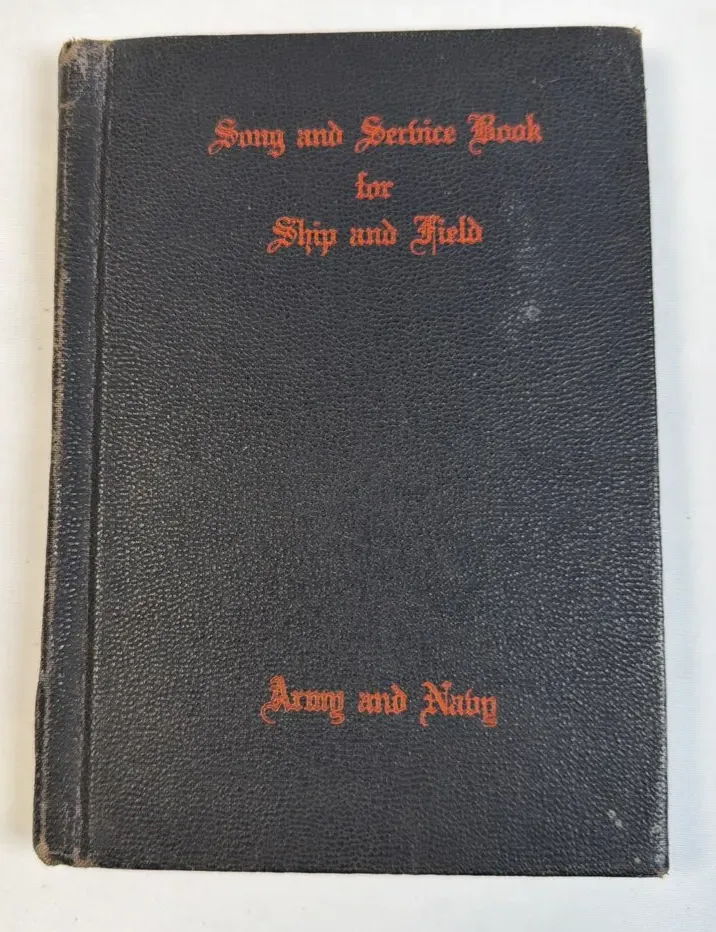 Song and Service Book
for
Ship and Field
Army and Navy